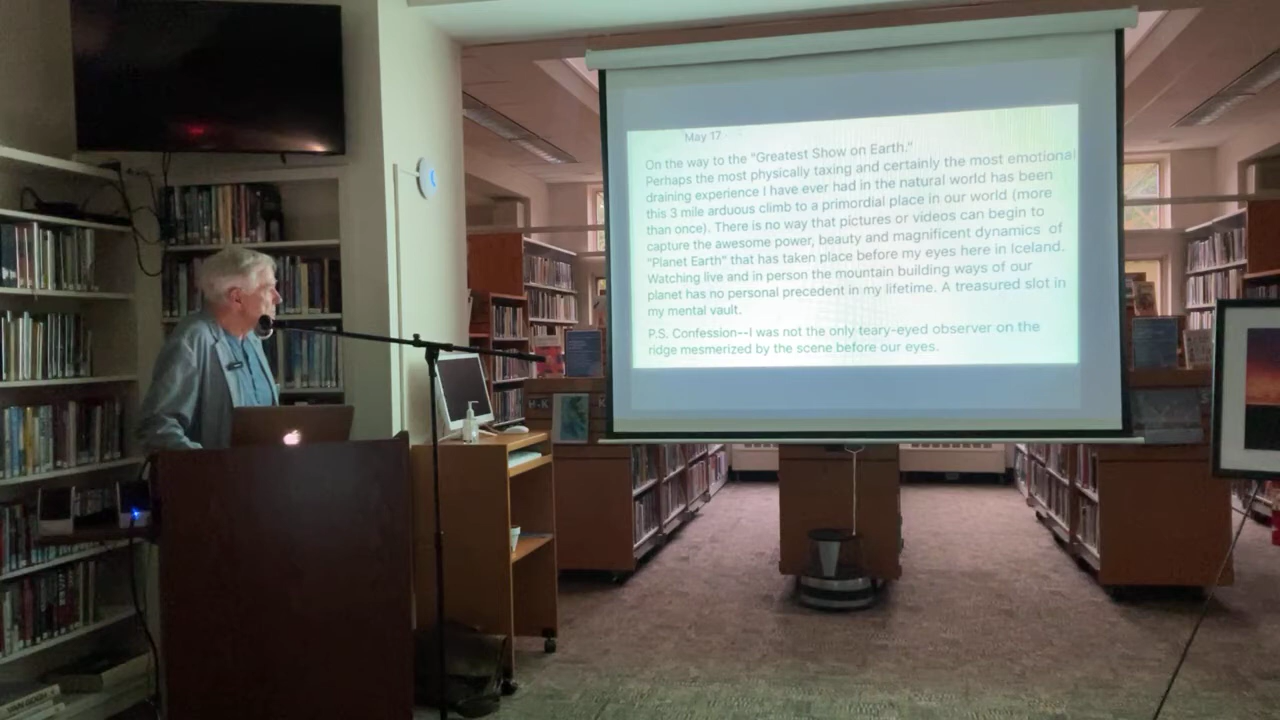 May 17
On the way to the "Greatest Show on Earth."
Perhaps the most physically taxing and certainly the most emotional
draining experience I have ever had in the natural world has been
this 3 mile arduous climb to a primordial place in our world (more
than once). There is no way that pictures or videos can begin to
capture the awesome power, beauty and magnificent dynamics of
"Planet Earth" that has taken place before my eyes here in Iceland.
Watching live and in person the mountain building ways of our
planet has no personal precedent in my lifetime. A treasured slot in
my mental vault.
P.S. Confession--I was not the only teary-eyed observer on the
ridge mesmerized by the scene before our eyes.
H-K
K